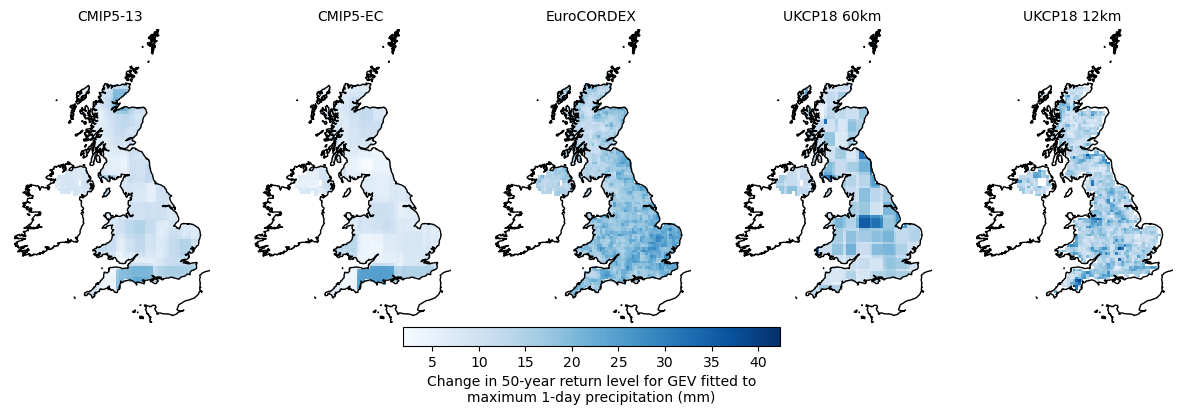 CMIP5-13
CMIP5-EC
EuroCORDEX
UKCP18 60km
UKCP18 12km
5 10 15 20 25 30 35 40
Change in 50-year return level for GEV fitted to
maximum 1-day precipitation (mm)